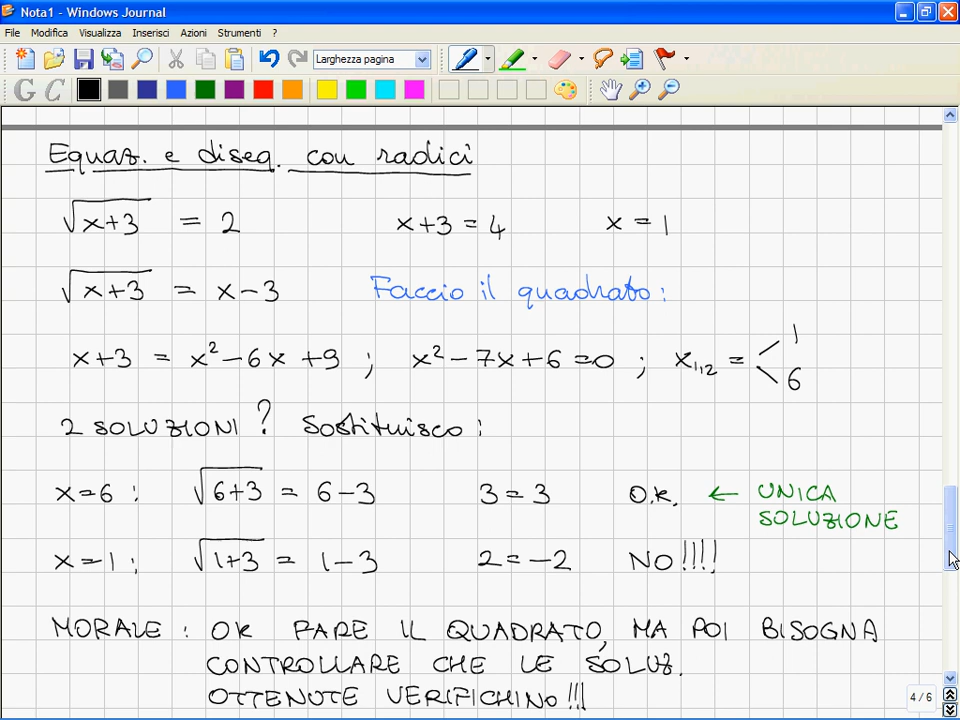 Nota1 - Windows Journal
File Modifica Visualizza Inserisci Azioni Strumenti ?
Larghezza pagina
G C
Equaz. e diseq. con radici
√x+3 = 2 x+3 = 4 x = 1
√x+3 = x-3 Faccio il quadrato:
x+3 = x²-6x+9 ; x²-7x+6=0 ; x₁,₂ = < 1 6
2 SOLUZIONI? Sostituisco:
x=6: √6+3 = 6-3 3=3 O.K. ← UNICA
SOLUZIONE
x=1: √1+3 = 1-3 2=-2 NO!!!!
MORALE: OK FARE IL QUADRATO, MA POI BISOGNA
CONTROLLARE CHE LE SOLUZ.
OTTENUTE VERIFICHINO!!!
4 / 6